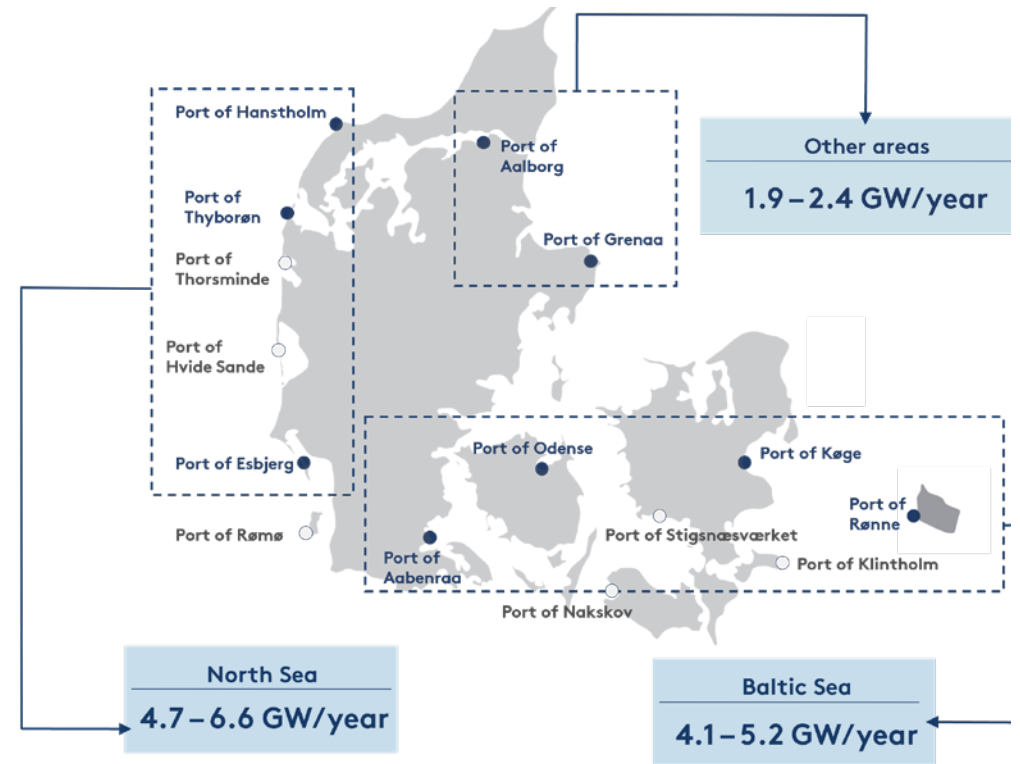 Port of Hanstholm
Port of
Aalborg
Other areas
1.9 – 2.4 GW/year
Port of
Thyborøn
Port of Grenaa
Port of
Thorsminde
Port of
Hvide Sande
Port of Esbjerg
Port of Odense
Port of Køge
Port of
Rønne
Port of Rømø
Port of Stigsnæsværket
Port of
Aabenraa
Port of Klintholm
Port of Nakskov
North Sea
4.7 – 6.6 GW/year
Baltic Sea
4.1 – 5.2 GW/year